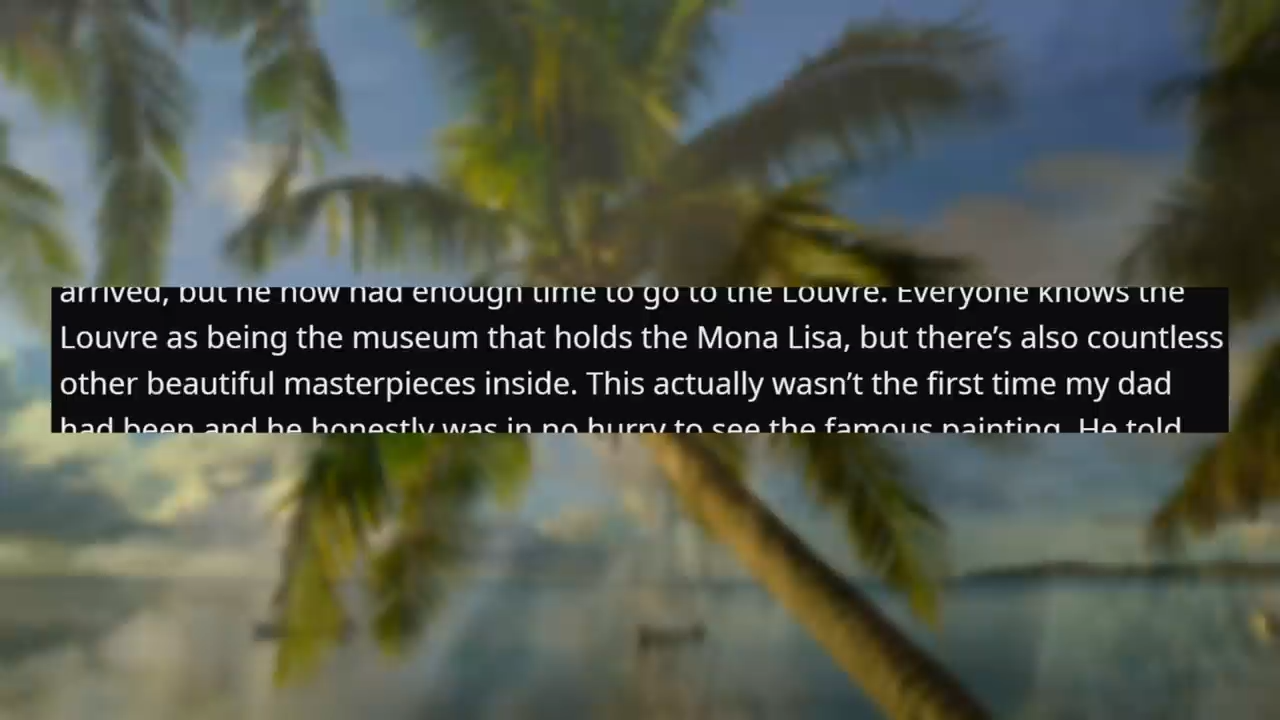 arrived, but he now had enough time to go to the Louvre. Everyone knows the
Louvre as being the museum that holds the Mona Lisa, but there’s also countless
other beautiful masterpieces inside. This actually wasn’t the first time my dad
had been and he honestly was in no hurry to see the famous painting. He told